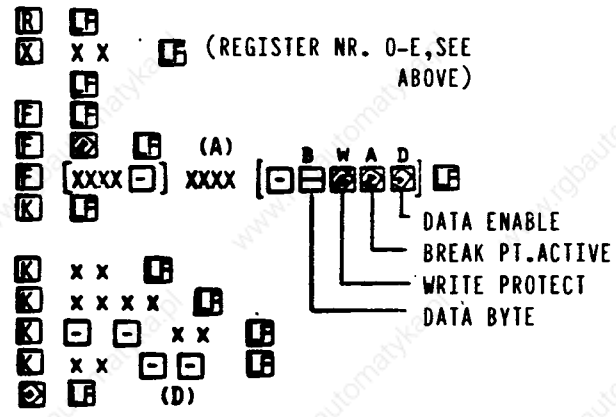 R LF
X X X LF (REGISTER NR. 0-E,SEE
ABOVE)
LF
F LF
F LF (A)
B W A D
F [XXXX -] XXXX [- ] LF
K LF
DATA ENABLE
BREAK PT.ACTIVE
K X X LF
WRITE PROTECT
K X X X X LF
DATA BYTE
K - - X X LF
K X X - - LF
LF (D)